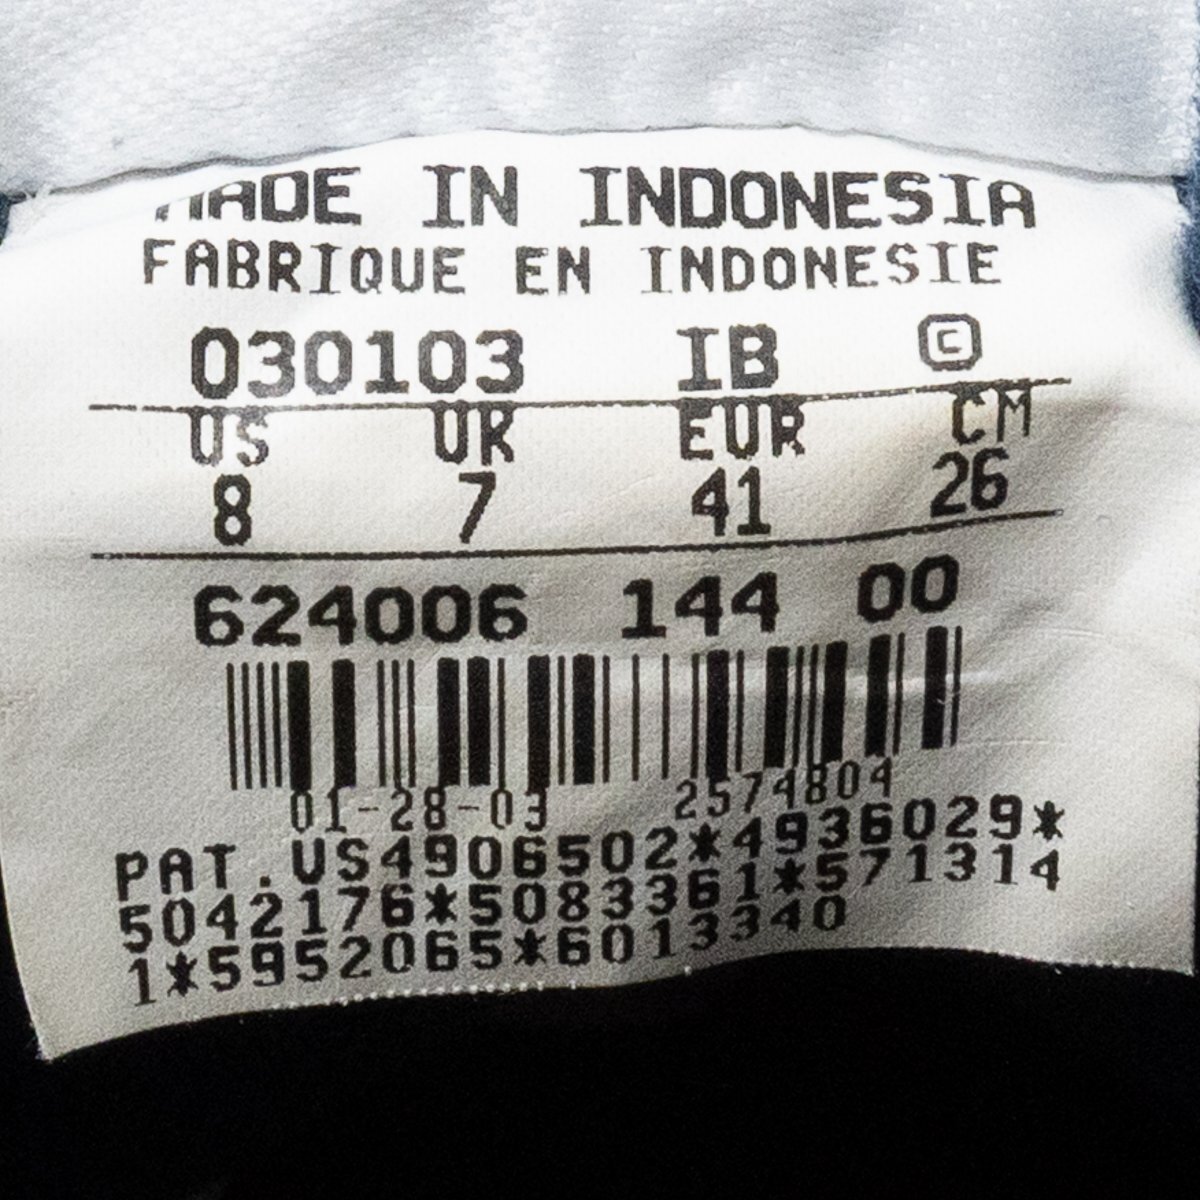 MADE IN INDONESIA
FABRIQUE EN INDONESIE
030103 IB ©
US UK EUR CM
8 7 41 26
624006 144 00
01-28-03 2574804
PAT.US4906502*4936029*
5042176*5083361*571314
1*5952065*6013340